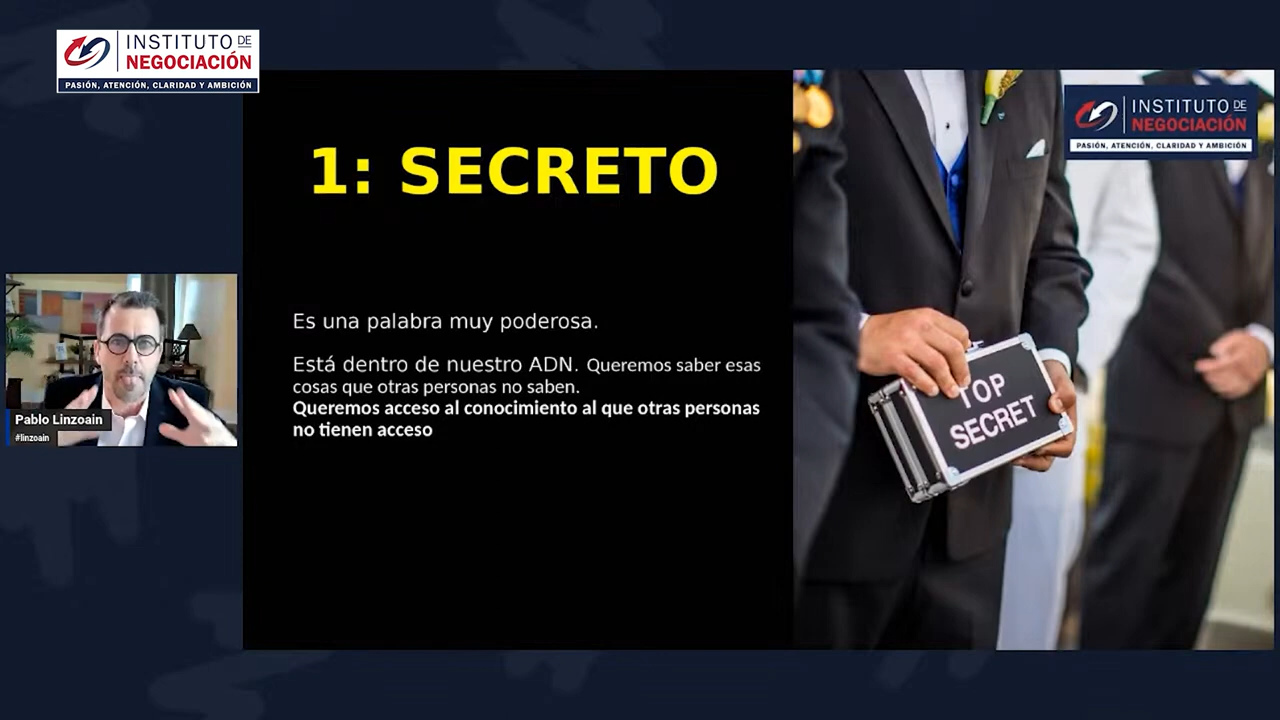 INSTITUTO DE
NEGOCIACIÓN
PASIÓN, ATENCIÓN, CLARIDAD Y AMBICIÓN
1: SECRETO
Es una palabra muy poderosa.
Está dentro de nuestro ADN. Queremos saber esas
cosas que otras personas no saben.
Queremos acceso al conocimiento al que otras personas
no tienen acceso
INSTITUTO DE
NEGOCIACIÓN
PASIÓN, ATENCIÓN, CLARIDAD Y AMBICIÓN
TOP
SECRET
Pablo Linzoain
#linzoain